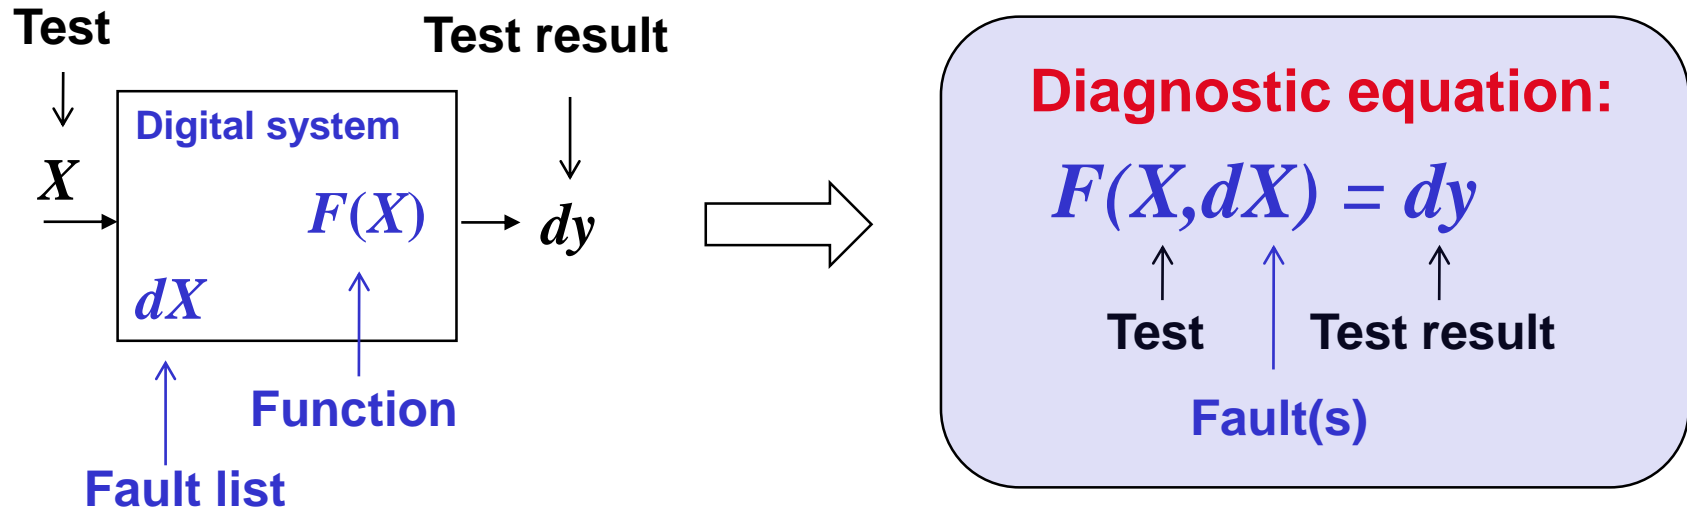 Test
Test result
Digital system
X
F(X)
dy
dX
Function
Fault list
Diagnostic equation:
F(X,dX) = dy
Test
Test result
Fault(s)